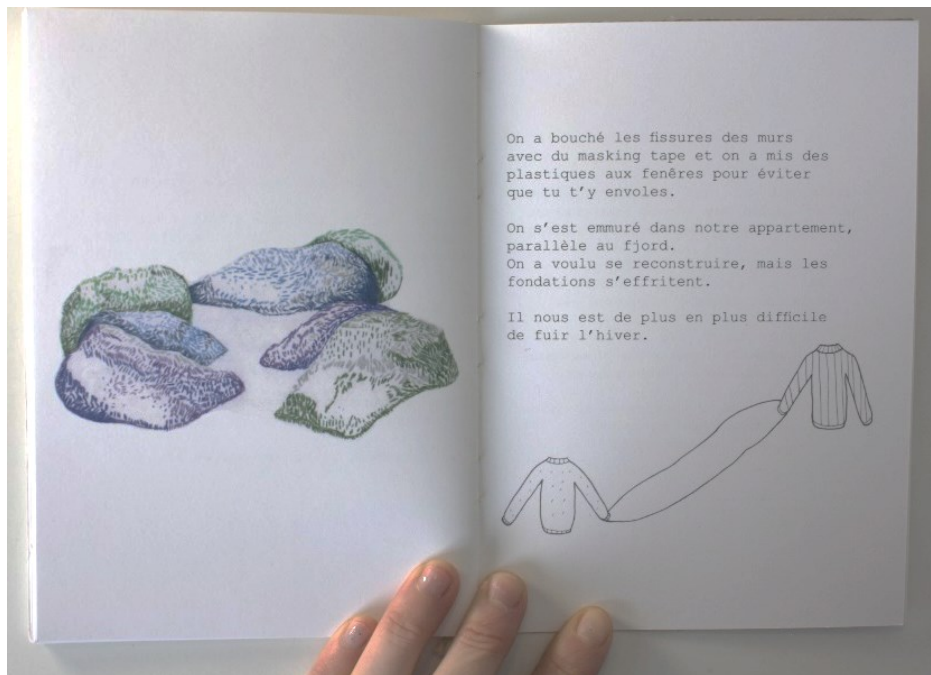 On a bouché les fissures des murs
avec du masking tape et on a mis des
plastiques aux fenêres pour éviter
que tu t'y envoles.
On s'est emmuré dans notre appartement,
parallèle au fjord.
On a voulu se reconstruire, mais les
fondations s'effritent.
Il nous est de plus en plus difficile
de fuir l'hiver.